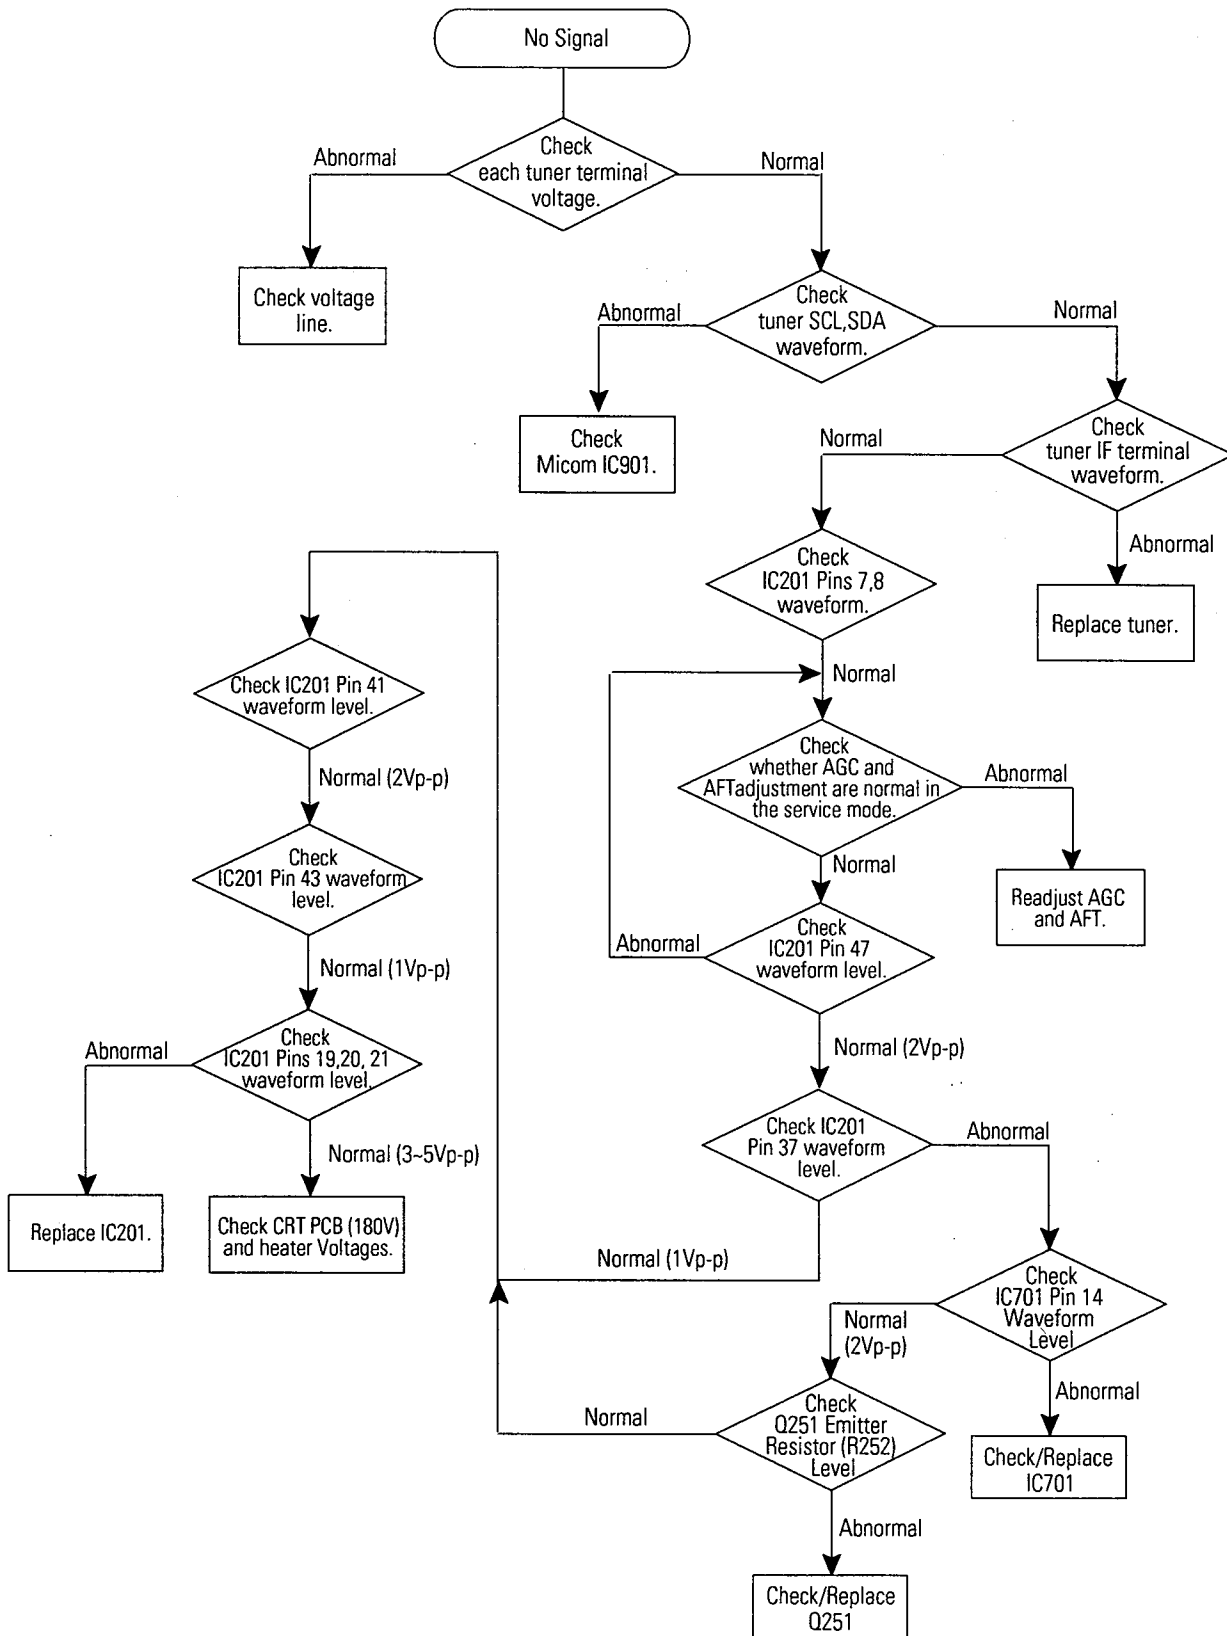 No Signal
Check
each tuner terminal
voltage.
Abnormal
Normal
Check voltage
line.
Check
tuner SCL,SDA
waveform.
Abnormal
Normal
Check
Micom IC901.
Check
tuner IF terminal
waveform.
Normal
Abnormal
Replace tuner.
Check
IC201 Pins 7,8
waveform.
Normal
Check
whether AGC and
AFTadjustment are normal in
the service mode.
Abnormal
Readjust AGC
and AFT.
Normal
Check
IC201 Pin 47
waveform level.
Abnormal
Normal (2Vp-p)
Check IC201
Pin 37 waveform
level.
Abnormal
Normal (1Vp-p)
Check
IC701 Pin 14
Waveform
Level
Normal
(2Vp-p)
Abnormal
Check/Replace
IC701
Check
Q251 Emitter
Resistor (R252)
Level
Normal
Abnormal
Check/Replace
Q251
Check IC201 Pin 41
waveform level.
Normal (2Vp-p)
Check
IC201 Pin 43 waveform
level.
Normal (1Vp-p)
Check
IC201 Pins 19,20, 21
waveform level.
Abnormal
Normal (3~5Vp-p)
Replace IC201.
Check CRT PCB (180V)
and heater Voltages.